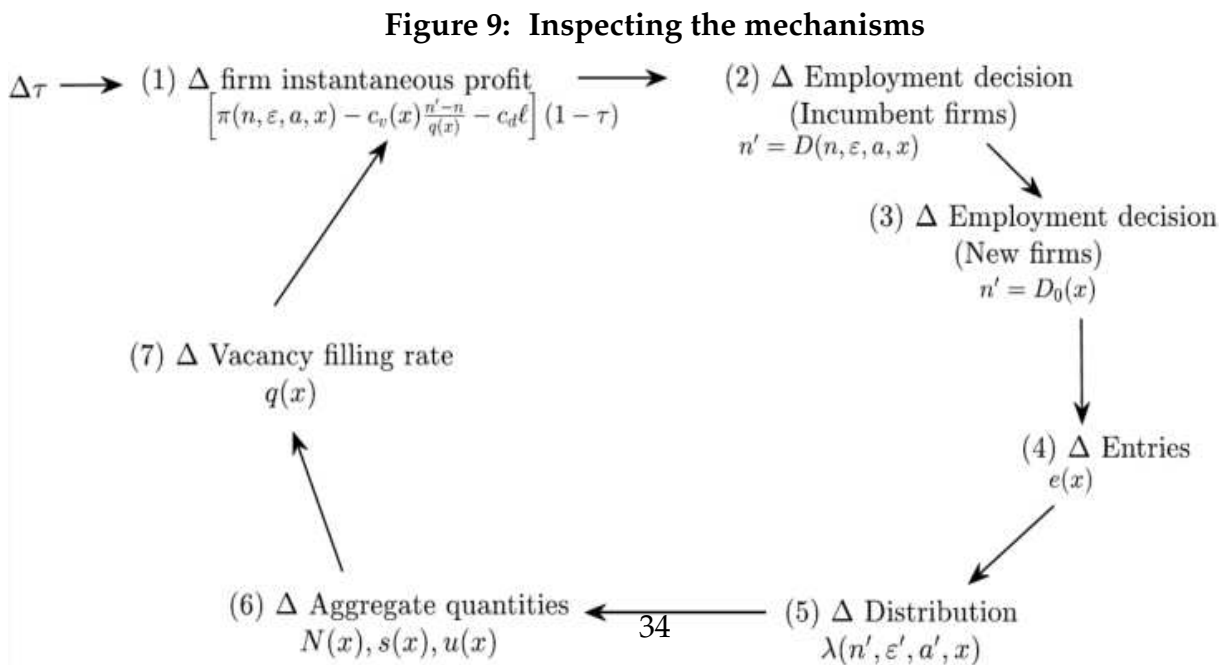 Figure 9: Inspecting the mechanisms
Δτ
(1) Δ firm instantaneous profit
[π(n, ε, a, x) − c_v(x) \frac{n′−n}{q(x)} − c_d ℓ] (1 − τ)
(2) Δ Employment decision
(Incumbent firms)
n′ = D(n, ε, a, x)
(3) Δ Employment decision
(New firms)
n′ = D_0(x)
(4) Δ Entries
e(x)
(5) Δ Distribution
λ(n′, ε′, a′, x)
(6) Δ Aggregate quantities
N(x), s(x), u(x)
(7) Δ Vacancy filling rate
q(x)
34